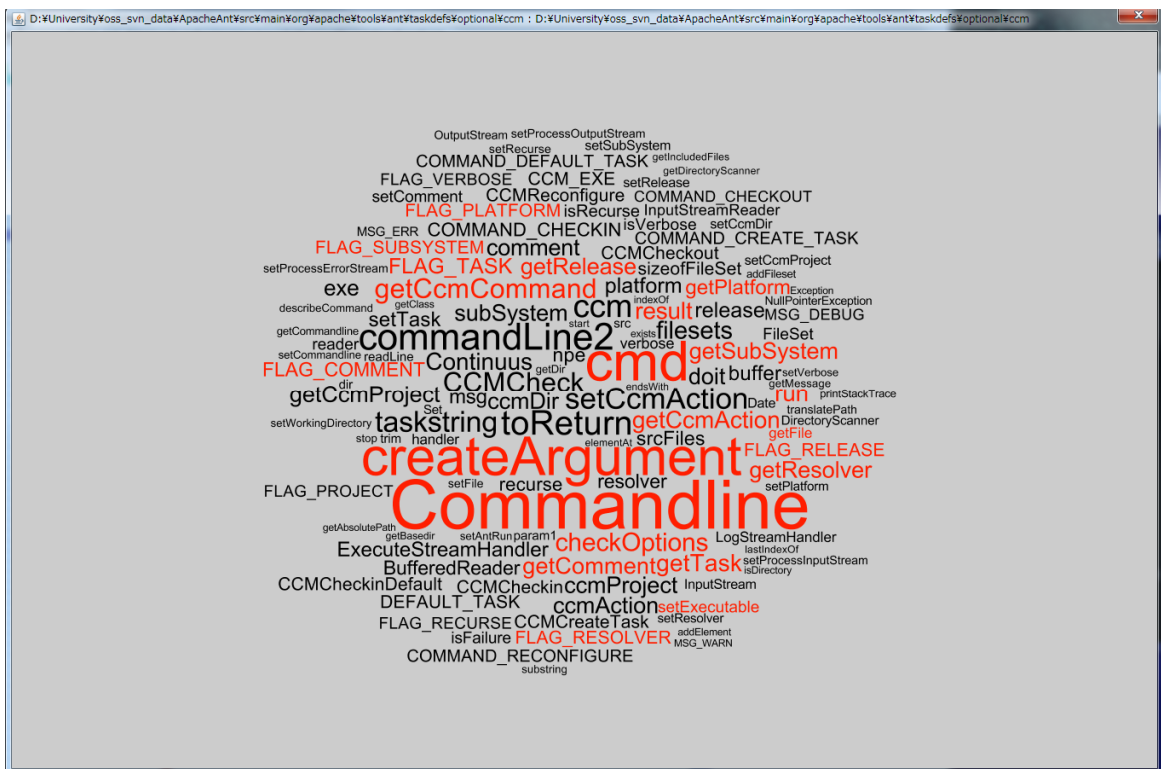 D:¥University¥oss_svn_data¥ApacheAnt¥src¥main¥org¥apache¥tools¥ant¥taskdefs¥optional¥ccm : D:¥University¥oss_svn_data¥ApacheAnt¥src¥main¥org¥apache¥tools¥ant¥taskdefs¥optional¥ccm
OutputStream setProcessOutputStream
setRecurse setSubSystem
COMMAND_DEFAULT_TASK getIncludedFiles
getDirectoryScanner
FLAG_VERBOSE CCM_EXE setRelease
setComment CCMReconfigure COMMAND_CHECKOUT
FLAG_PLATFORM isRecurse InputStreamReader
MSG_ERR COMMAND_CHECKIN isVerbose setCcmDir
COMMAND_CREATE_TASK
FLAG_SUBSYSTEM comment CCMCheckout setCcmProject
setProcessErrorStream FLAG_TASK getRelease sizeofFileSet addFileset
exe getCcmCommand platform getPlatform Exception
describeCommand getClass subSystem ccm indexOf result release NullPointerException
setTask start src MSG_DEBUG
getCommandline reader commandLine2 exists filesets FileSet
verbose
setCommandline readLine Continuus npe cmd getSubSystem
FLAG_COMMENT getDir doit buffer setVerbose
dir CCMCheck endsWith getMessage
getCcmProject msg ccmDir setCcmAction Date run printStackTrace
Set translatePath
setWorkingDirectory taskstring toReturn getCcmAction DirectoryScanner
stop trim handler elementAt srcFiles getFile
createArgument FLAG_RELEASE
getResolver
FLAG_PROJECT setFile recurse resolver setPlatform
Commandline
getAbsolutePath
getBasedir setAntRun param1 LogStreamHandler
ExecuteStreamHandler checkOptions lastIndexOf
BufferedReader getComment getTask setProcessInputStream
isDirectory
CCMCheckinDefault CCMCheckin ccmProject InputStream
DEFAULT_TASK ccmAction setExecutable
FLAG_RECURSE CCMCreateTask setResolver
isFailure FLAG_RESOLVER addElement
MSG_WARN
COMMAND_RECONFIGURE
substring